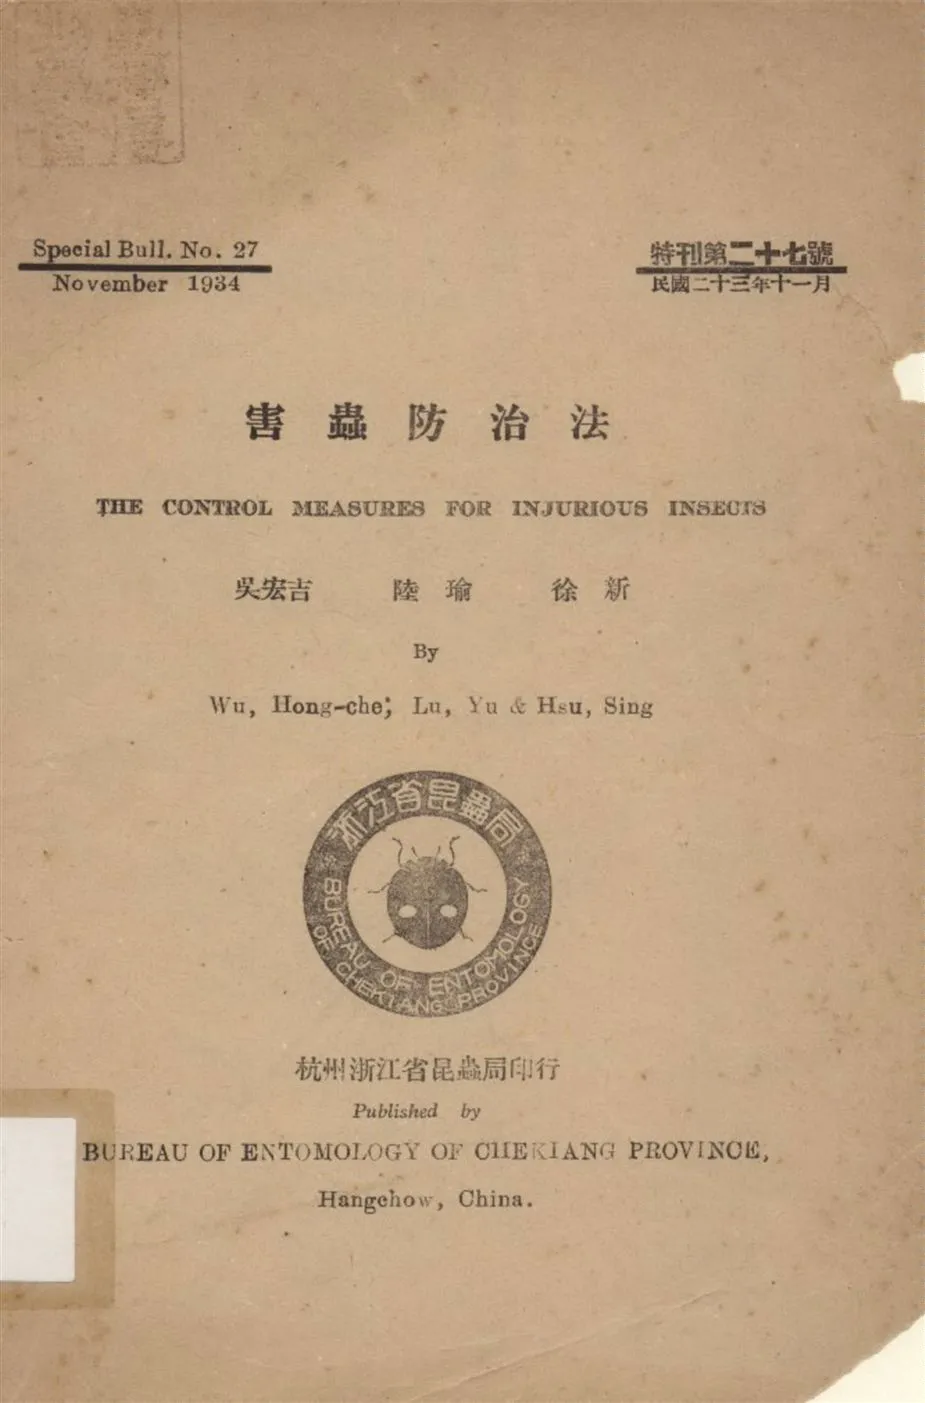 Special Bull. No. 27
November 1934
特刊第二十七號
民國二十三年十一月
害蟲防治法
THE CONTROL MEASURES FOR INJURIOUS INSECTS
吳宏吉 陸瑜 徐新
By
Wu, Hong-che; Lu, Yu & Hsu, Sing
浙江省昆蟲局
BUREAU OF ENTOMOLOGY
OF CHEKIANG PROVINCE
杭州浙江省昆蟲局印行
Published by
BUREAU OF ENTOMOLOGY OF CHEKIANG PROVINCE,
Hangchow, China.